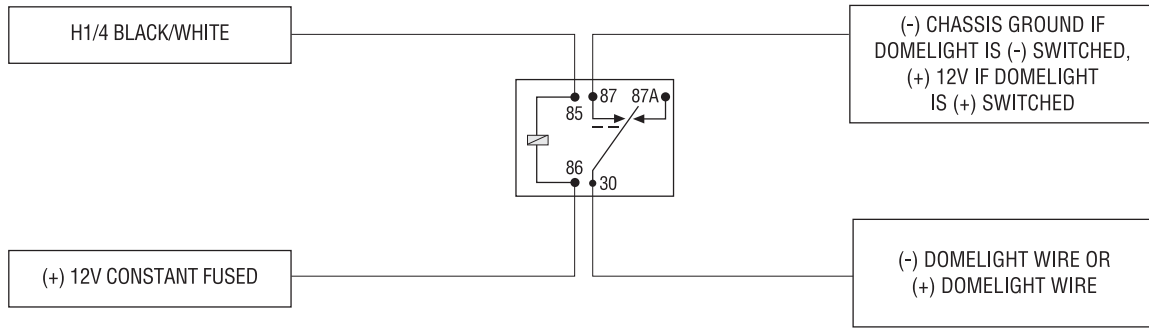 H1/4 BLACK/WHITE
(-) CHASSIS GROUND IF
DOMELIGHT IS (-) SWITCHED,
(+) 12V IF DOMELIGHT
IS (+) SWITCHED
87 87A
85
86
30
(+) 12V CONSTANT FUSED
(-) DOMELIGHT WIRE OR
(+) DOMELIGHT WIRE